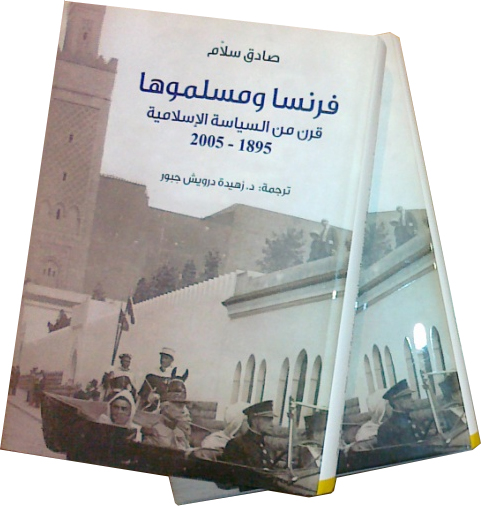 صادق سلام
فرنسا ومسلموها
قرن من السياسة الإسلامية
1895 - 2005
ترجمة: د. زهيدة درويش جبور